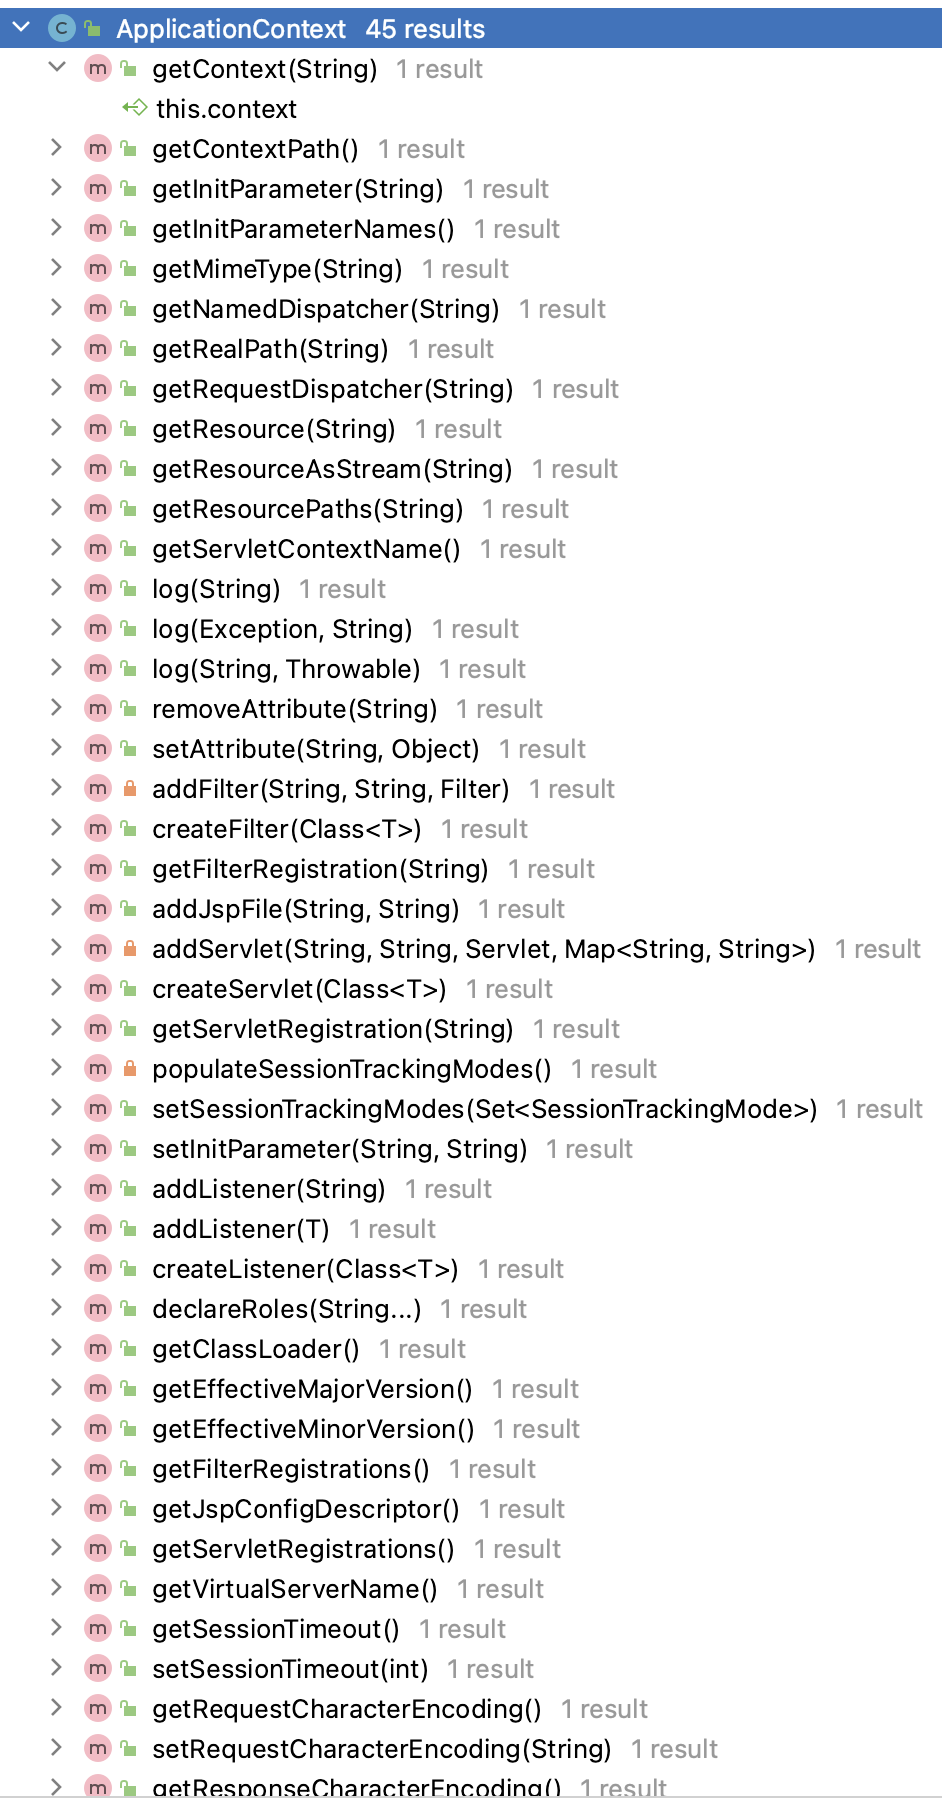 C ApplicationContext 45 results
m getContext(String) 1 result
this.context
m getContextPath() 1 result
m getInitParameter(String) 1 result
m getInitParameterNames() 1 result
m getMimeType(String) 1 result
m getNamedDispatcher(String) 1 result
m getRealPath(String) 1 result
m getRequestDispatcher(String) 1 result
m getResource(String) 1 result
m getResourceAsStream(String) 1 result
m getResourcePaths(String) 1 result
m getServletContextName() 1 result
m log(String) 1 result
m log(Exception, String) 1 result
m log(String, Throwable) 1 result
m removeAttribute(String) 1 result
m setAttribute(String, Object) 1 result
m addFilter(String, String, Filter) 1 result
m createFilter(Class<T>) 1 result
m getFilterRegistration(String) 1 result
m addJspFile(String, String) 1 result
m addServlet(String, String, Servlet, Map<String, String>) 1 result
m createServlet(Class<T>) 1 result
m getServletRegistration(String) 1 result
m populateSessionTrackingModes() 1 result
m setSessionTrackingModes(Set<SessionTrackingMode>) 1 result
m setInitParameter(String, String) 1 result
m addListener(String) 1 result
m addListener(T) 1 result
m createListener(Class<T>) 1 result
m declareRoles(String...) 1 result
m getClassLoader() 1 result
m getEffectiveMajorVersion() 1 result
m getEffectiveMinorVersion() 1 result
m getFilterRegistrations() 1 result
m getJspConfigDescriptor() 1 result
m getServletRegistrations() 1 result
m getVirtualServerName() 1 result
m getSessionTimeout() 1 result
m setSessionTimeout(int) 1 result
m getRequestCharacterEncoding() 1 result
m setRequestCharacterEncoding(String) 1 result
m getResponseCharacterEncoding() 1 result